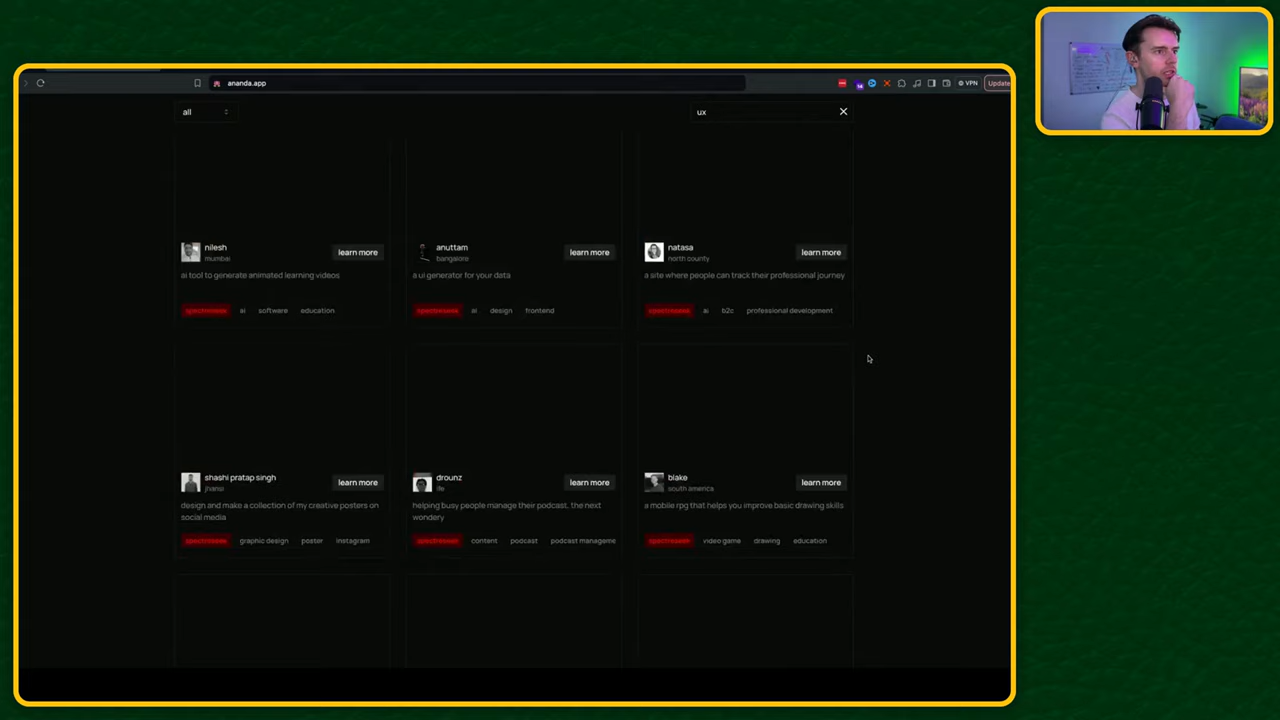 ananda.app
VPN
Update
all
ux
nilesh
mumbai
learn more
ai tool to generate animated learning videos
ai
software
education
anuttam
bangalore
learn more
a ui generator for your data
ai
design
frontend
natasa
north county
learn more
a site where people can track their professional journey
ai
b2c
professional development
shashi pratap singh
jhansi
learn more
design and make a collection of my creative posters on
social media
graphic design
poster
instagram
drounz
ife
learn more
helping busy people manage their podcast. the next
wondery
content
podcast
podcast manageme
blake
south america
learn more
a mobile rpg that helps you improve basic drawing skills
video game
drawing
education